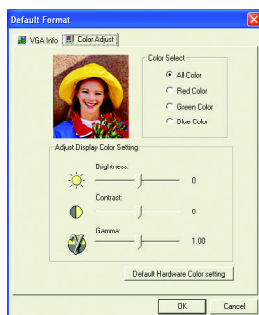 Default Format
VGA Info
Color Adjust
Color Select
All Color
Red Color
Green Color
Blue Color
Adjust Display Color Setting
Brightness:
0
Contrast:
0
Gamma:
1.00
Default Hardware Color setting
OK
Cancel